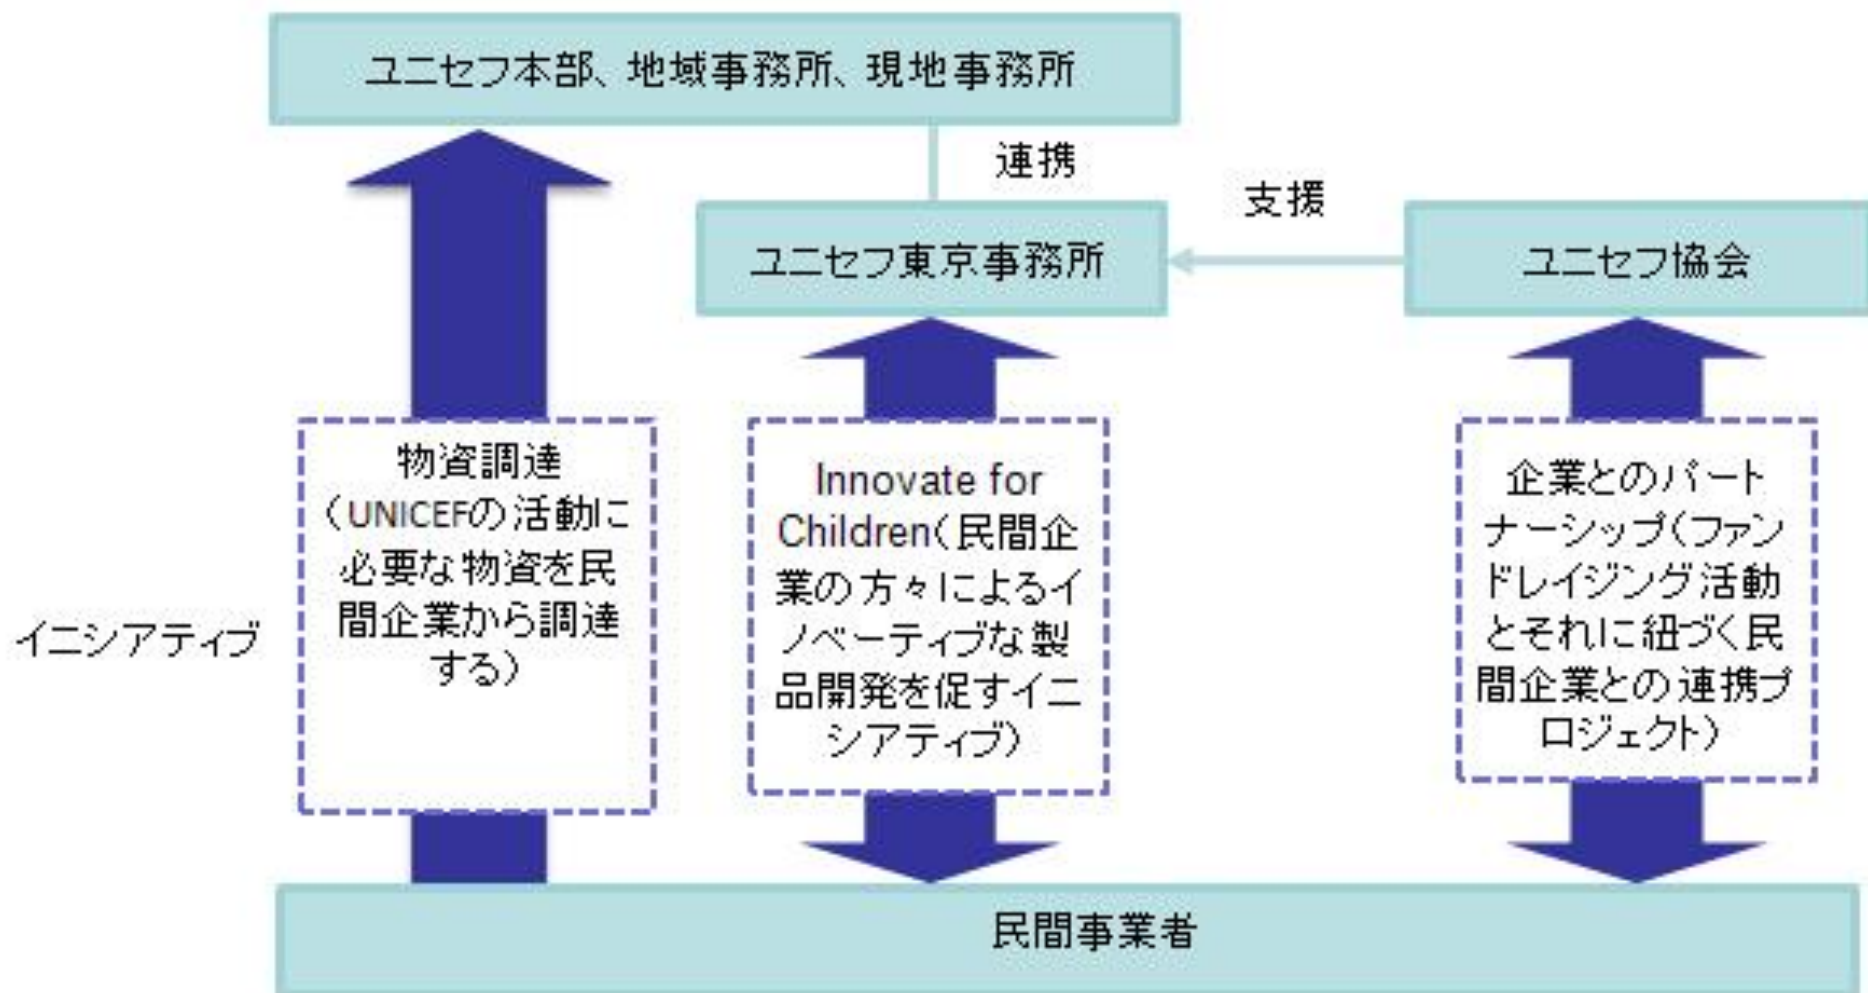 ユニセフ本部、地域事務所、現地事務所
連携
支援
ユニセフ東京事務所
ユニセフ協会
イニシアティブ
物資調達
（UNICEFの活動に
必要な物資を民
間企業から調達
する）
Innovate for
Children（民間企
業の方々によるイ
ノベーティブな製
品開発を促すイニ
シアティブ）
企業とのパート
ナーシップ（ファン
ドレイジング活動
とそれに紐づく民
間企業との連携プ
ロジェクト）
民間事業者